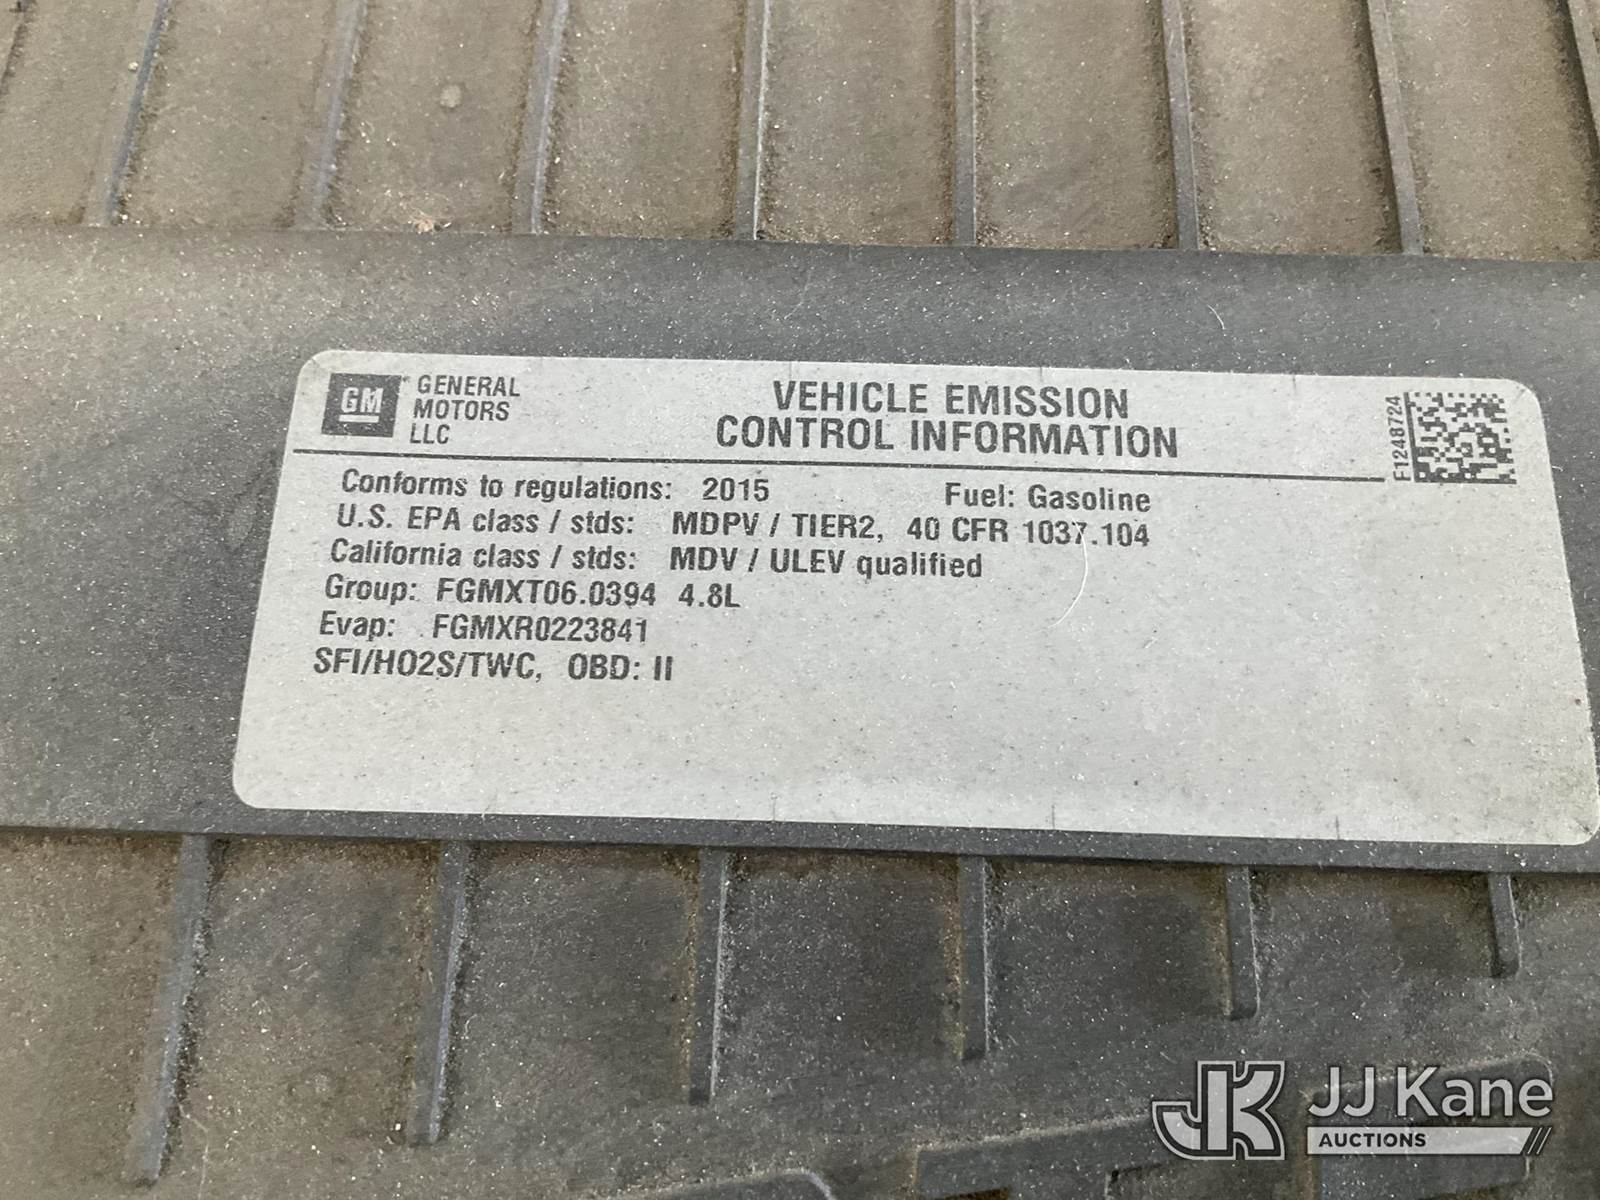 GM
GENERAL
MOTORS
LLC
VEHICLE EMISSION
CONTROL INFORMATION
F1248724
Conforms to regulations: 2015 Fuel: Gasoline
U.S. EPA class / stds: MDPV / TIER2, 40 CFR 1037.104
California class / stds: MDV / ULEV qualified
Group: FGMXT06.0394 4.8L
Evap: FGMXR0223841
SFI/HO2S/TWC, OBD: II
JK JJ Kane
AUCTIONS